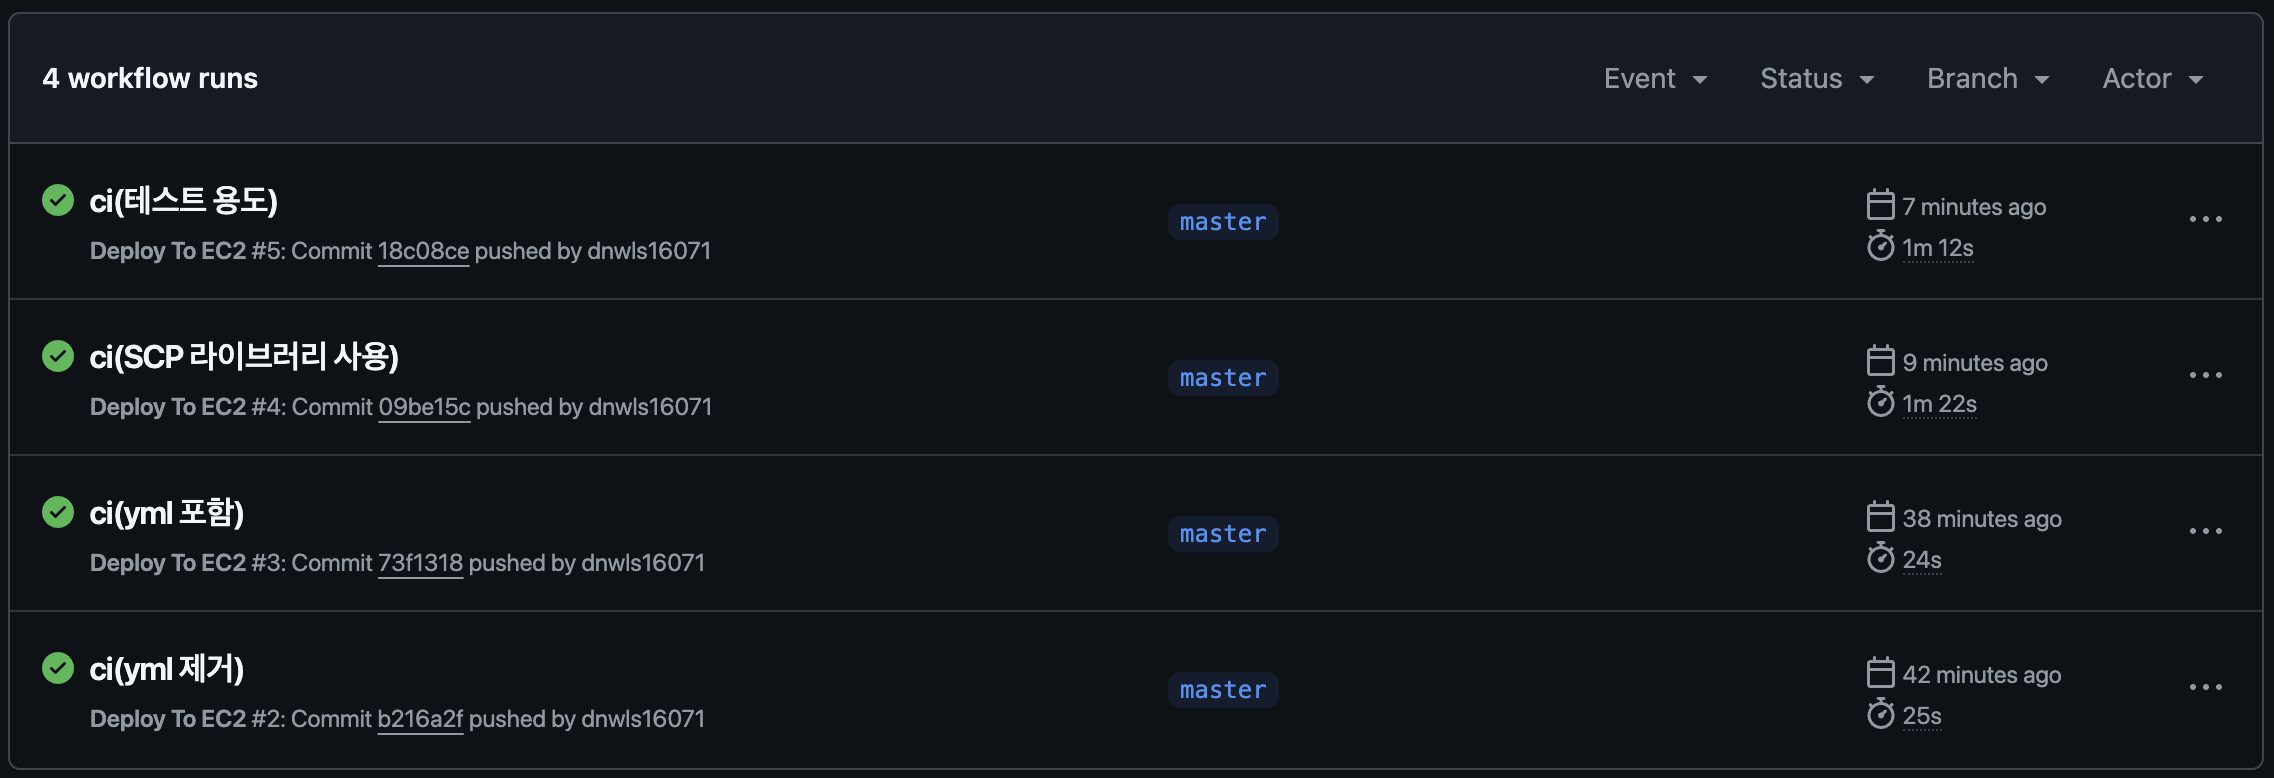 4 workflow runs
Event Status Branch Actor
ci(테스트 용도)
Deploy To EC2 #5: Commit 18c08ce pushed by dnwls16071
master
7 minutes ago
1m 12s
ci(SCP 라이브러리 사용)
Deploy To EC2 #4: Commit 09be15c pushed by dnwls16071
master
9 minutes ago
1m 22s
ci(yml 포함)
Deploy To EC2 #3: Commit 73f1318 pushed by dnwls16071
master
38 minutes ago
24s
ci(yml 제거)
Deploy To EC2 #2: Commit b216a2f pushed by dnwls16071
master
42 minutes ago
25s